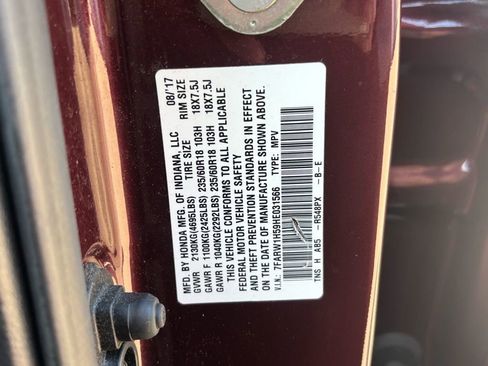 MFD. BY HONDA MFG. OF INDIANA, LLC 08/'17
TIRE SIZE RIM SIZE
GVWR 2130KG(4695LBS)
GAWR F 1100KG(2425LBS) 235/60R18 103H 18X7.5J
GAWR R 1040KG(2292LBS) 235/60R18 103H 18X7.5J
THIS VEHICLE CONFORMS TO ALL APPLICABLE
FEDERAL MOTOR VEHICLE SAFETY
AND THEFT PREVENTION STANDARDS IN EFFECT
ON THE DATE OF MANUFACTURE SHOWN ABOVE.
V.I.N.: 7FARW1H59HE031566 TYPE: MPV
TNS H A85 -R548PX -B-E